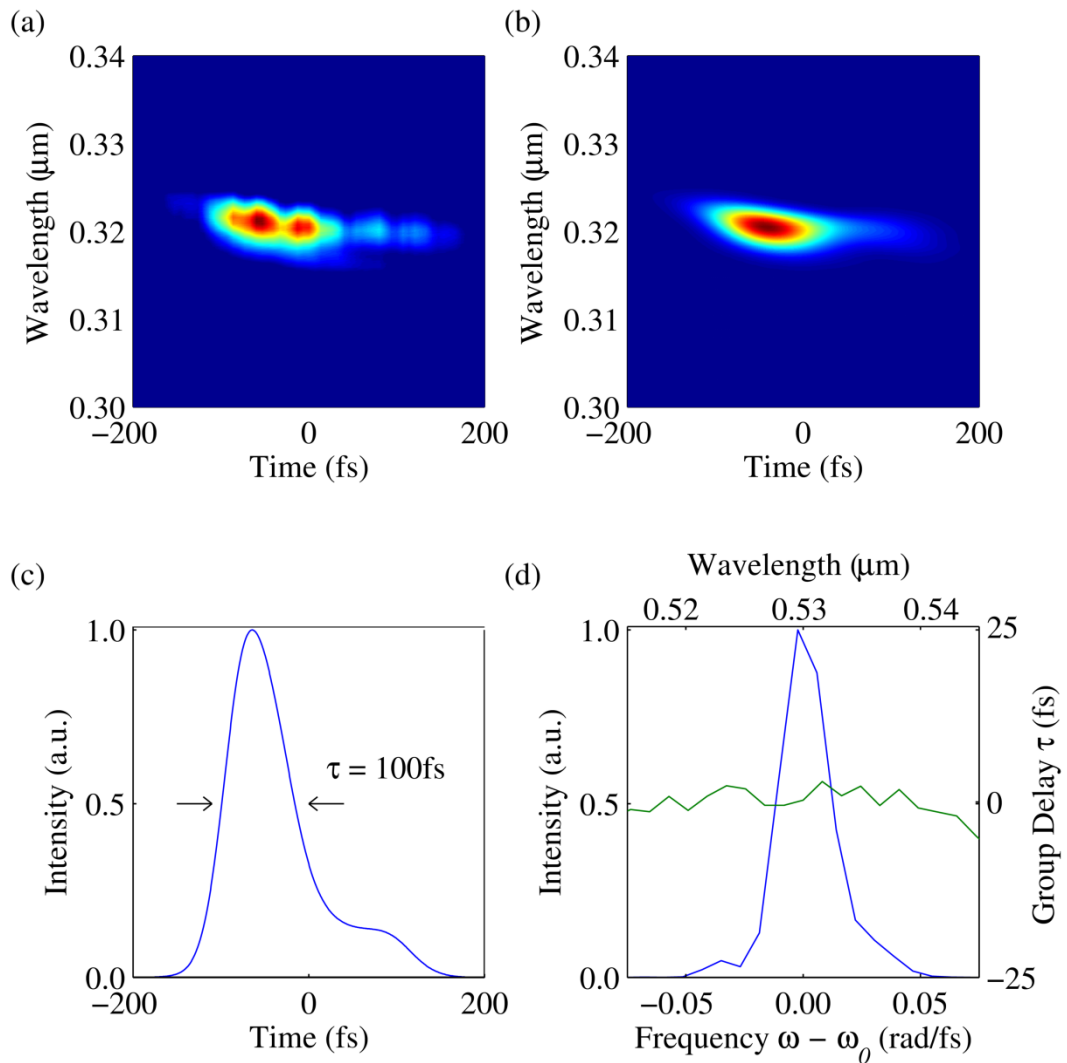 (a)
0.34
0.33
0.32
0.31
0.30
Wavelength (μm)
−200
0
200
Time (fs)
(b)
0.34
0.33
0.32
0.31
0.30
Wavelength (μm)
−200
0
200
Time (fs)
(c)
1.0
0.5
0.0
Intensity (a.u.)
τ = 100fs
−200
0
200
Time (fs)
(d)
Wavelength (μm)
0.52
0.53
0.54
1.0
0.5
0.0
Intensity (a.u.)
25
0
−25
Group Delay τ (fs)
−0.05
0.00
0.05
Frequency ω − ω0 (rad/fs)